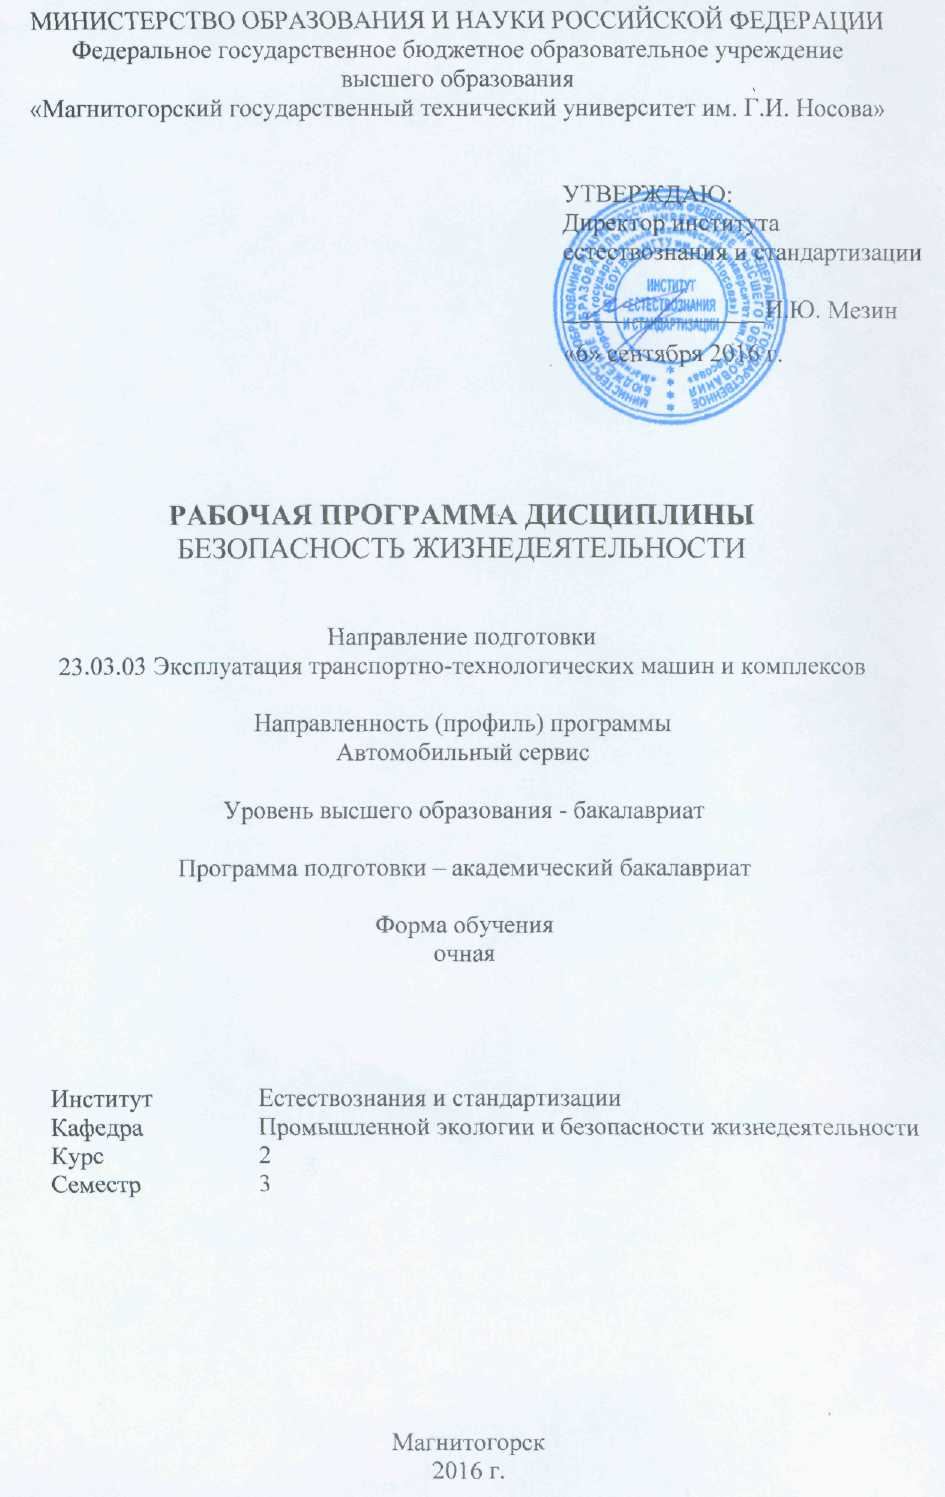 МИНИСТЕРСТВО ОБРАЗОВАНИЯ И НАУКИ РОССИЙСКОЙ ФЕДЕРАЦИИ
Федеральное государственное бюджетное образовательное учреждение
высшего образования
«Магнитогорский государственный технический университет им. Г.И. Носова»
УТВЕРЖДАЮ:
Директор института
естествознания и стандартизации
И.Ю. Мезин
«6» сентября 2016 г.
ИНСТИТУТ
ЕСТЕСТВОЗНАНИЯ
И СТАНДАРТИЗАЦИИ
РАБОЧАЯ ПРОГРАММА ДИСЦИПЛИНЫ
БЕЗОПАСНОСТЬ ЖИЗНЕДЕЯТЕЛЬНОСТИ
Направление подготовки
23.03.03 Эксплуатация транспортно-технологических машин и комплексов
Направленность (профиль) программы
Автомобильный сервис
Уровень высшего образования - бакалавриат
Программа подготовки – академический бакалавриат
Форма обучения
очная
Институт Естествознания и стандартизации
Кафедра Промышленной экологии и безопасности жизнедеятельности
Курс 2
Семестр 3
Магнитогорск
2016 г.